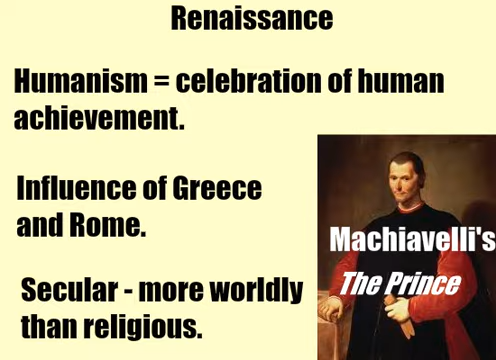 Renaissance
Humanism = celebration of human
achievement.
Influence of Greece
and Rome.
Machiavelli's
The Prince
Secular - more worldly
than religious.